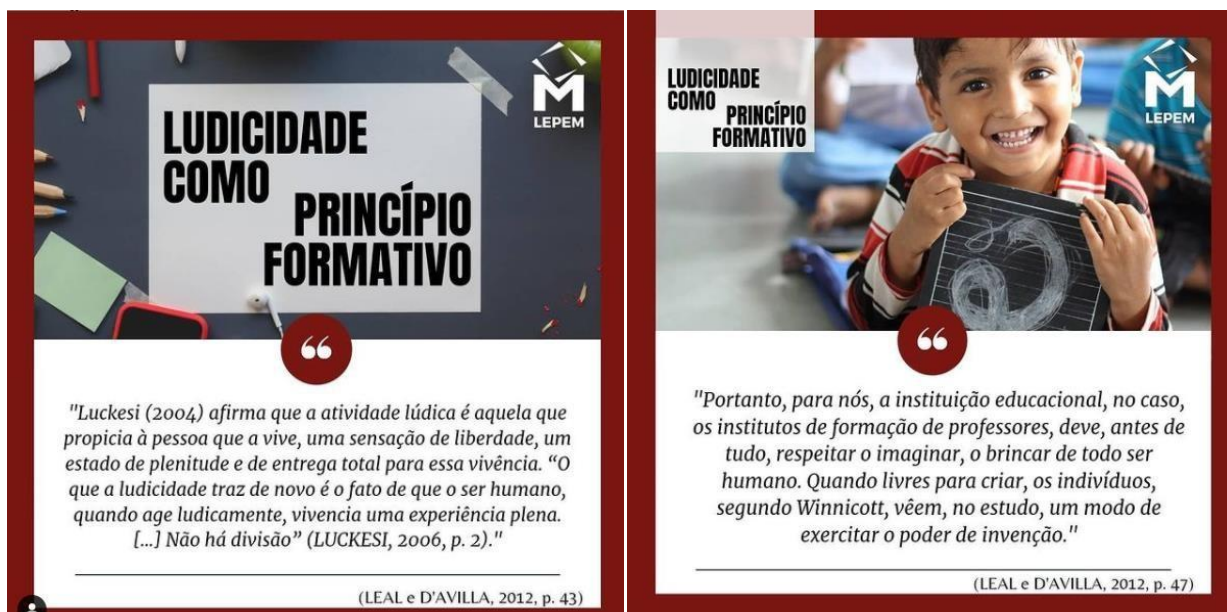 LUDICIDADE
COMO
PRINCÍPIO
FORMATIVO
LEPEM
"Luckesi (2004) afirma que a atividade lúdica é aquela que
propicia à pessoa que a vive, uma sensação de liberdade, um
estado de plenitude e de entrega total para essa vivência. “O
que a ludicidade traz de novo é o fato de que o ser humano,
quando age ludicamente, vivencia uma experiência plena.
[...] Não há divisão” (LUCKESI, 2006, p. 2)."
(LEAL e D'AVILLA, 2012, p. 43)
LUDICIDADE
COMO
PRINCÍPIO
FORMATIVO
LEPEM
"Portanto, para nós, a instituição educacional, no caso,
os institutos de formação de professores, deve, antes de
tudo, respeitar o imaginar, o brincar de todo ser
humano. Quando livres para criar, os indivíduos,
segundo Winnicott, vêem, no estudo, um modo de
exercitar o poder de invenção."
(LEAL e D'AVILLA, 2012, p. 47)